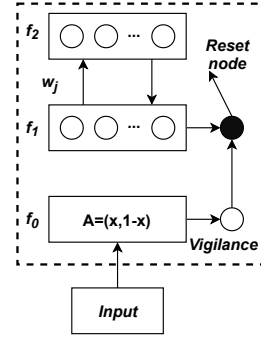 f2
Reset
node
...
wj
f1
...
f0
A=(x,1-x)
Vigilance
Input